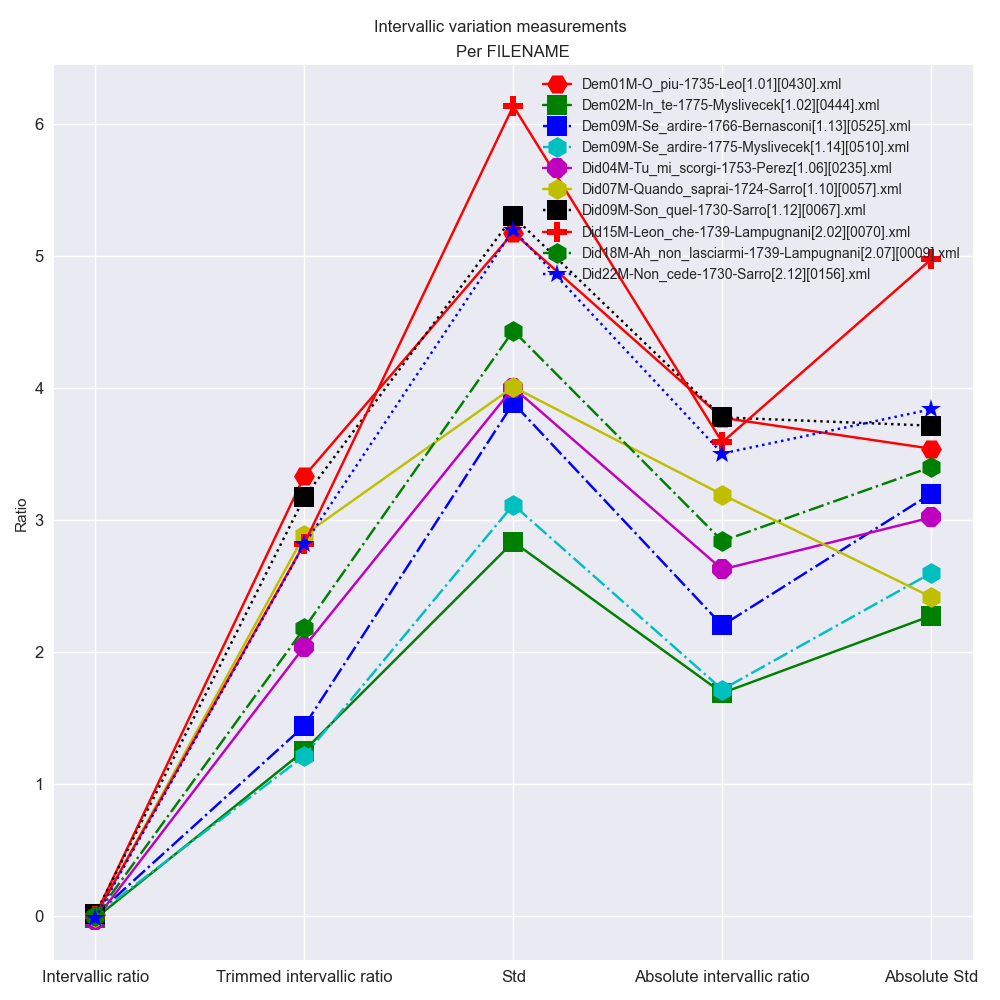 Intervallic variation measurements
Per FILENAME
Dem01M-O_piu-1735-Leo[1.01][0430].xml
Dem02M-In_te-1775-Myslivecek[1.02][0444].xml
Dem09M-Se_ardire-1766-Bernasconi[1.13][0525].xml
Dem09M-Se_ardire-1775-Myslivecek[1.14][0510].xml
Did04M-Tu_mi_scorgi-1753-Perez[1.06][0235].xml
Did07M-Quando_saprai-1724-Sarro[1.10][0057].xml
Did09M-Son_quel-1730-Sarro[1.12][0067].xml
Did15M-Leon_che-1739-Lampugnani[2.02][0070].xml
Did18M-Ah_non_lasciarmi-1739-Lampugnani[2.07][0009].xml
Did22M-Non_cede-1730-Sarro[2.12][0156].xml
6
5
4
3
2
1
0
Ratio
Intervallic ratio
Trimmed intervallic ratio
Std
Absolute intervallic ratio
Absolute Std